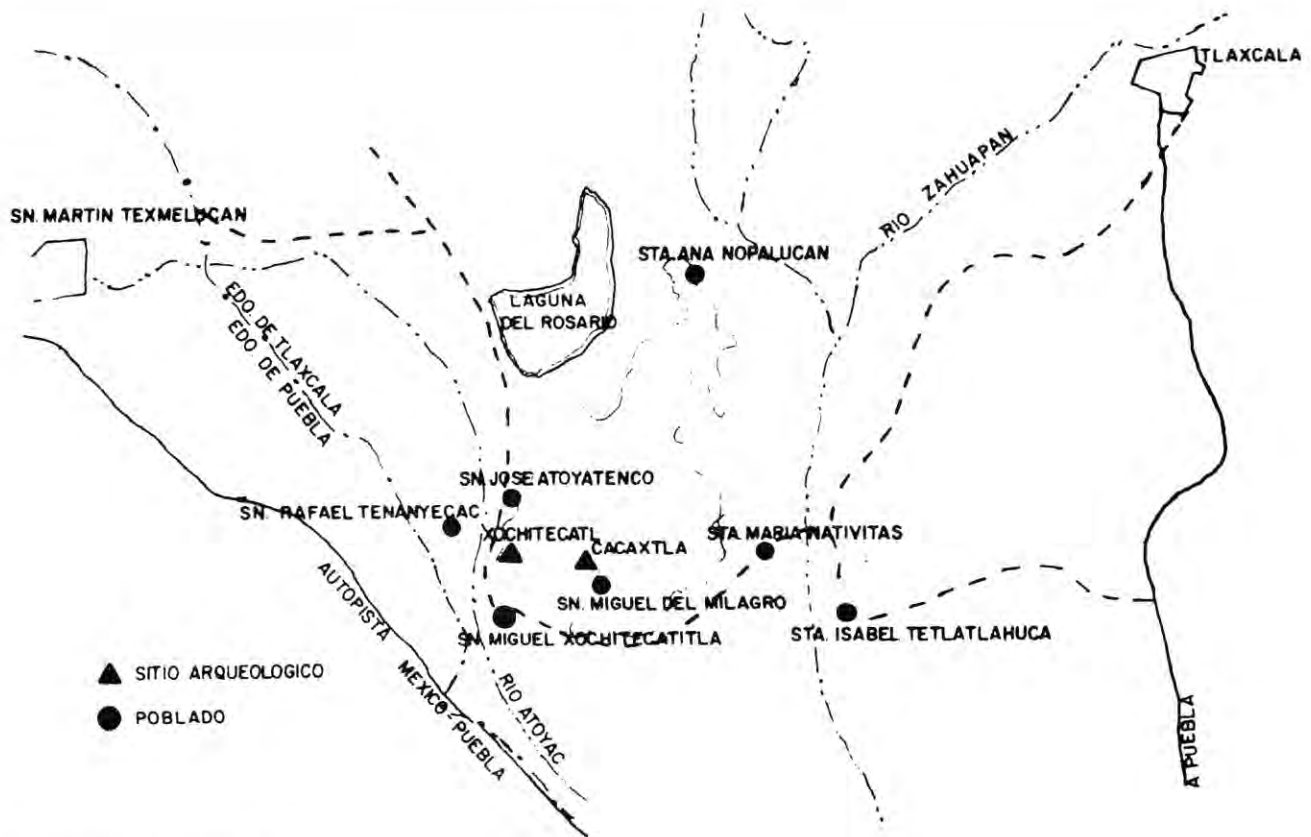 TLAXCALA
RIO ZAHUAPAN
SN. MARTIN TEXMELUCAN
STA. ANA NOPALUCAN
LAGUNA
DEL ROSARIO
EDO. DE TLAXCALA
EDO. DE PUEBLA
SN. JOSE ATOYATENCO
SN. RAFAEL TENANYECAC
XOCHITECATL
CACAXTLA
STA. MARIA NATIVITAS
SN. MIGUEL DEL MILAGRO
SN. MIGUEL XOCHITECATITLA
STA. ISABEL TETLATLAHUCA
AUTOPISTA
MEXICO-PUEBLA
RIO ATOYAC
A PUEBLA
SITIO ARQUEOLOGICO
POBLADO